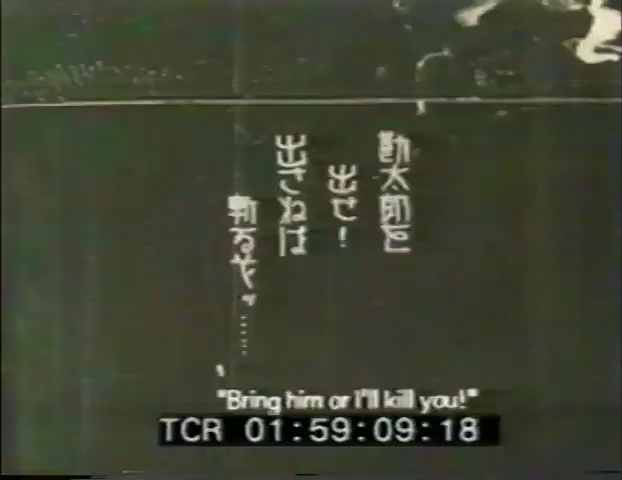 勘太郎を
出せ!
出さねば
斬るぞッ……
"Bring him or I'll kill you!"
TCR 01:59:09:18